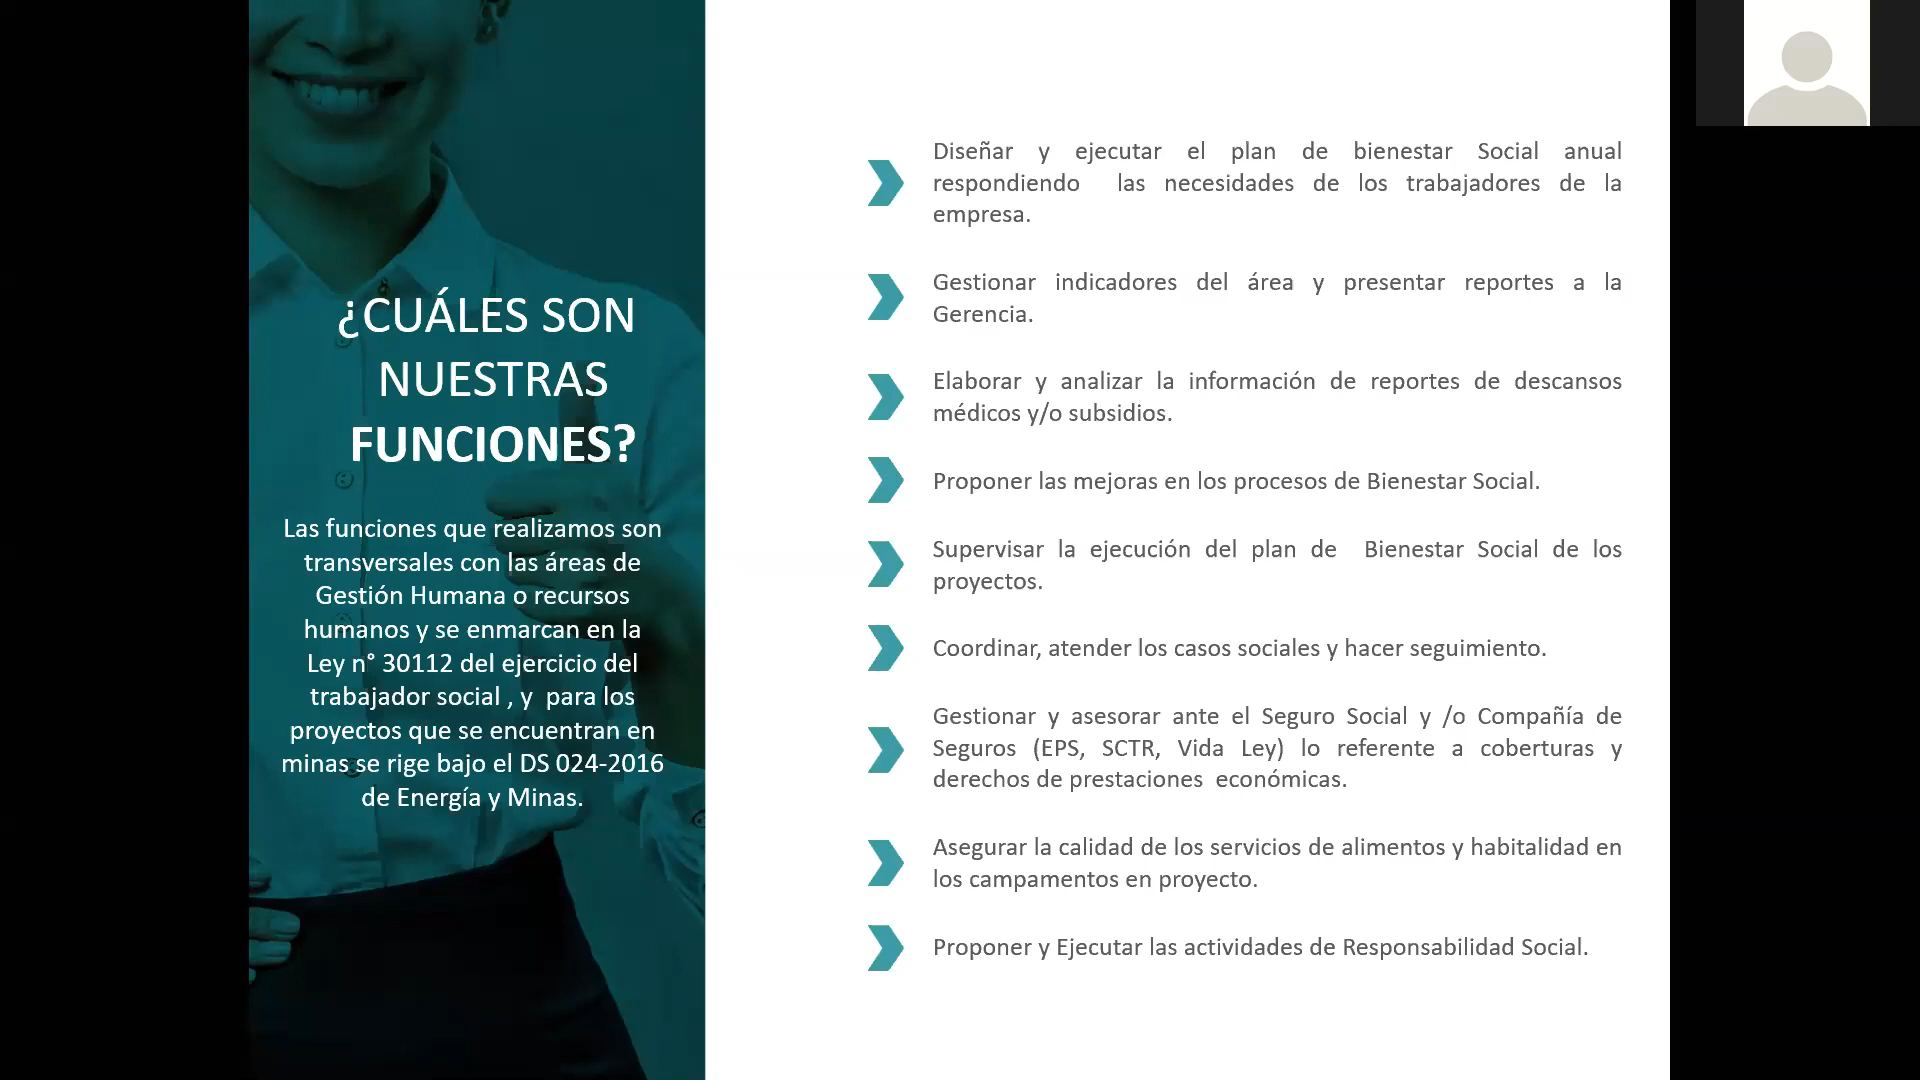 ¿CUÁLES SON
NUESTRAS
FUNCIONES?
Las funciones que realizamos son
transversales con las áreas de
Gestión Humana o recursos
humanos y se enmarcan en la
Ley n° 30112 del ejercicio del
trabajador social , y  para los
proyectos que se encuentran en
minas se rige bajo el DS 024-2016
de Energía y Minas.
Diseñar y ejecutar el plan de bienestar Social anual
respondiendo  las necesidades de los trabajadores de la
empresa.
Gestionar indicadores del área y presentar reportes a la
Gerencia.
Elaborar y analizar la información de reportes de descansos
médicos y/o subsidios.
Proponer las mejoras en los procesos de Bienestar Social.
Supervisar la ejecución del plan de  Bienestar Social de los
proyectos.
Coordinar, atender los casos sociales y hacer seguimiento.
Gestionar y asesorar ante el Seguro Social y /o Compañía de
Seguros (EPS, SCTR, Vida Ley) lo referente a coberturas y
derechos de prestaciones  económicas.
Asegurar la calidad de los servicios de alimentos y habitalidad en
los campamentos en proyecto.
Proponer y Ejecutar las actividades de Responsabilidad Social.